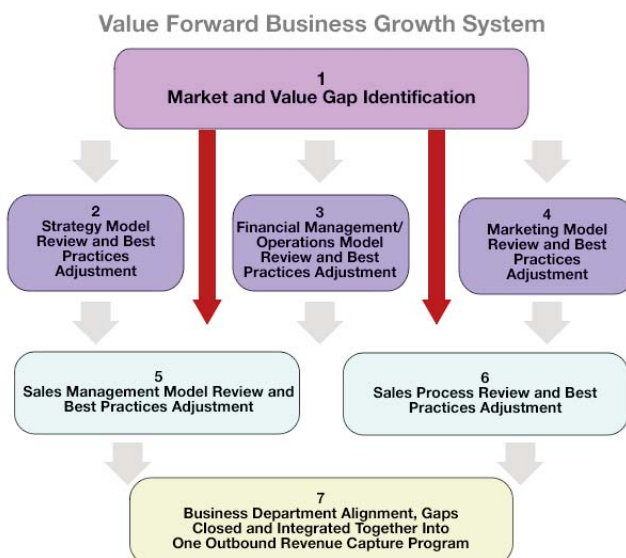 Value Forward Business Growth System
1
Market and Value Gap Identification
2
Strategy Model
Review and Best
Practices
Adjustment
3
Financial Management/
Operations Model
Review and Best
Practices Adjustment
4
Marketing Model
Review and Best
Practices
Adjustment
5
Sales Management Model Review and
Best Practices Adjustment
6
Sales Process Review and Best
Practices Adjustment
7
Business Department Alignment, Gaps
Closed and Integrated Together Into
One Outbound Revenue Capture Program